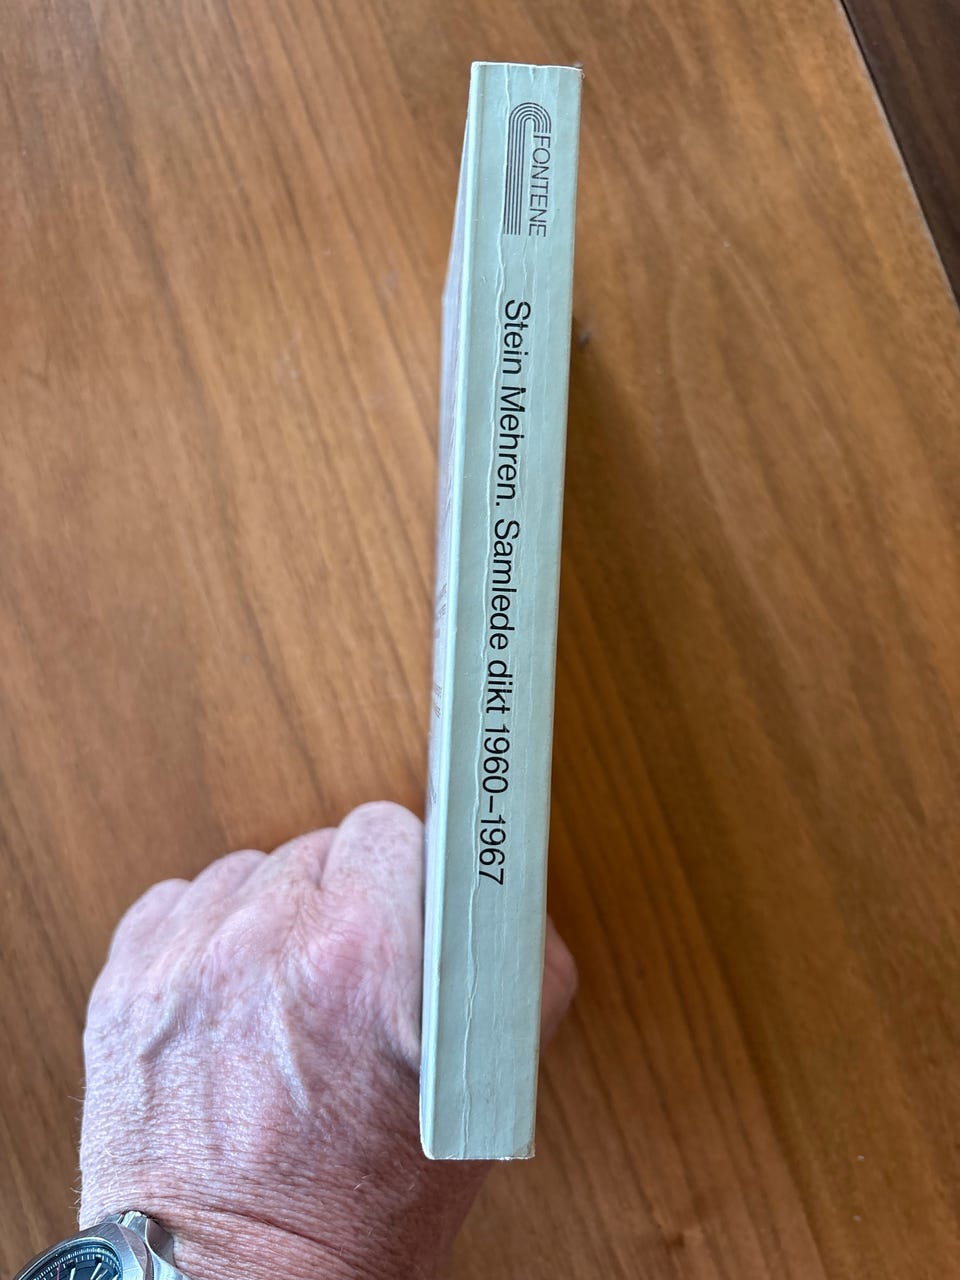 FONTENE
Stein Mehren. Samlede dikt 1960–1967